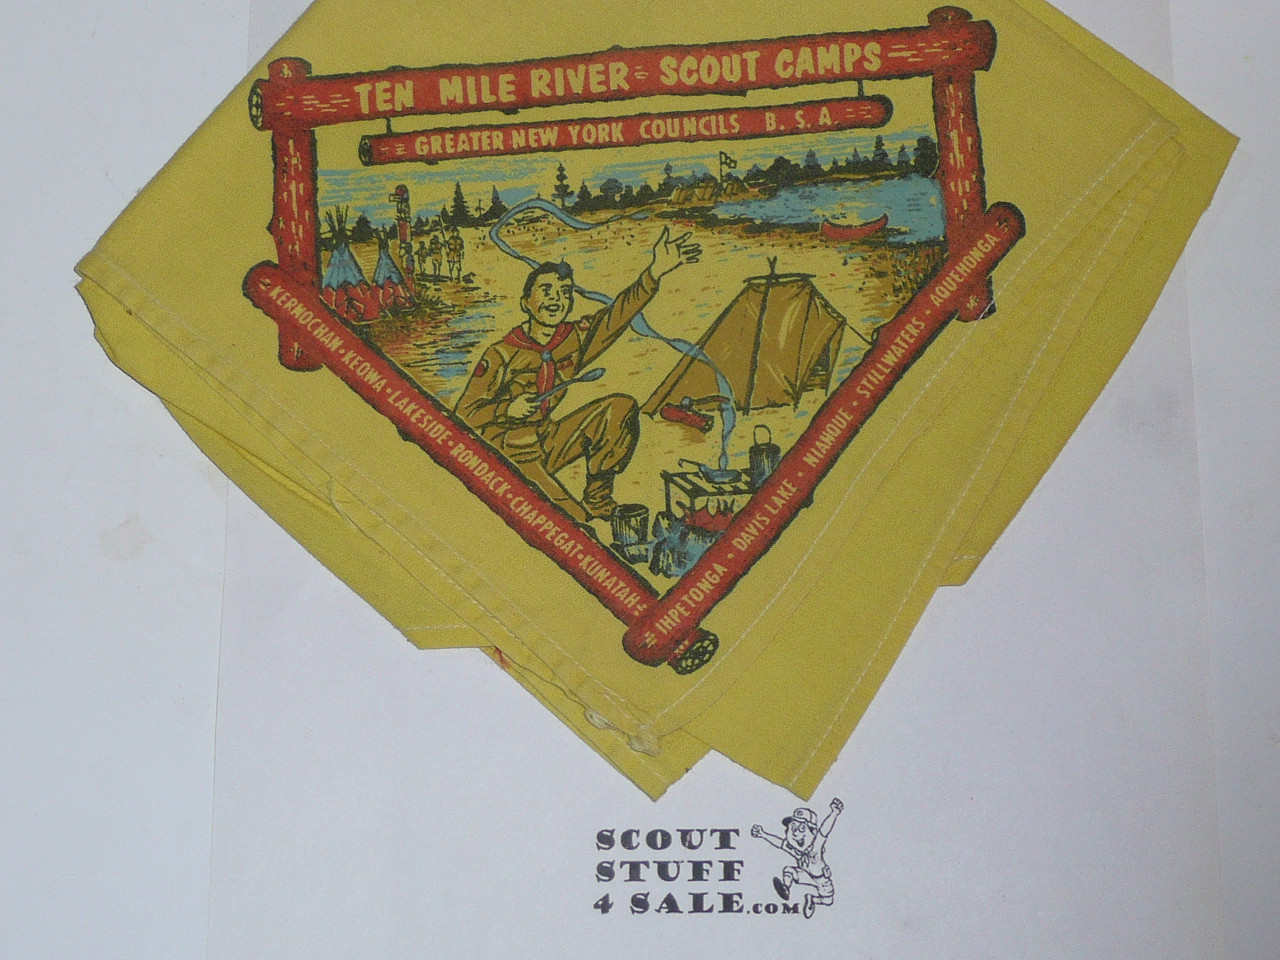 TEN MILE RIVER SCOUT CAMPS
GREATER NEW YORK COUNCILS B. S. A.
KERNOCHAN • KEOWA • LAKESIDE • RONDACK • CHAPPEGAT • KUNATAH
IHPETONGA • DAVIS LAKE • NIANQUE • STILLWATERS • AQUEHONGA
SCOUT
STUFF
4 SALE.COM